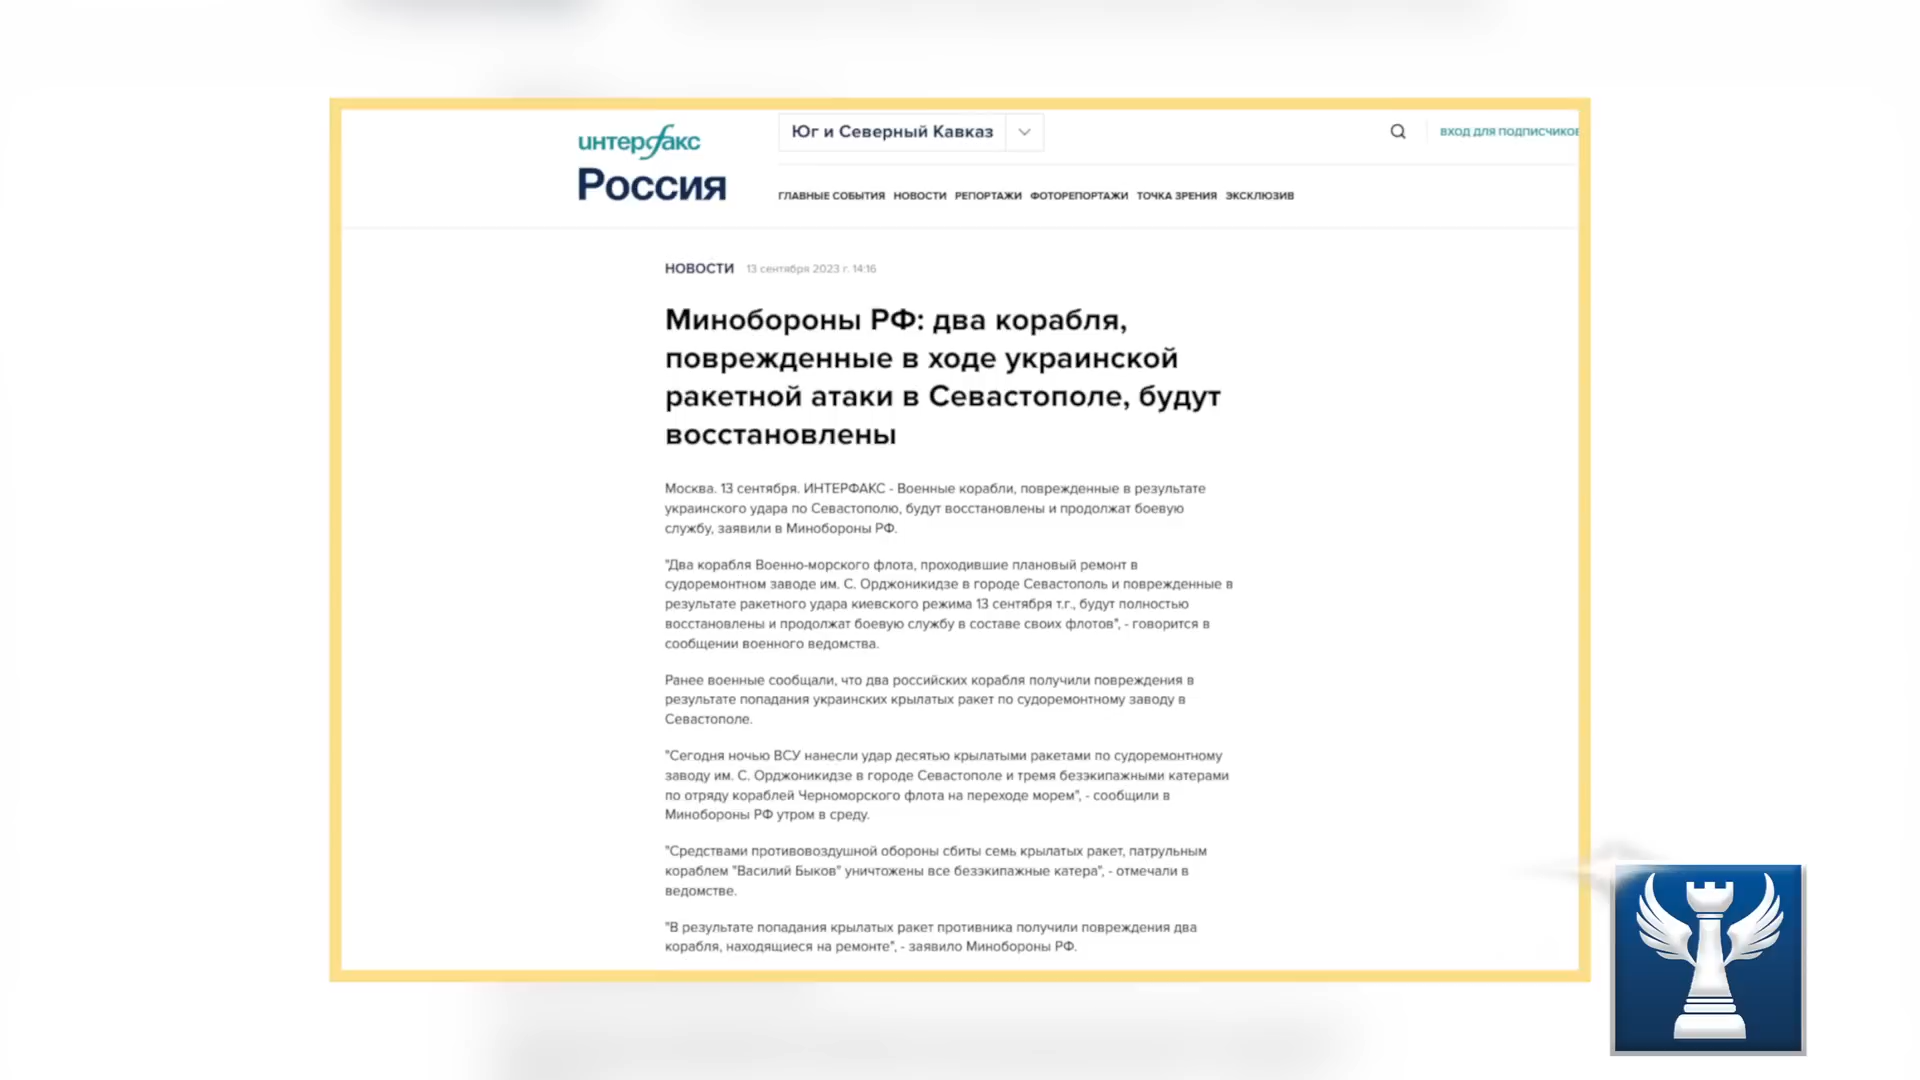 интерфакс
Россия
Юг и Северный Кавказ
ВХОД ДЛЯ ПОДПИСЧИКОВ
ГЛАВНЫЕ СОБЫТИЯ НОВОСТИ РЕПОРТАЖИ ФОТОРЕПОРТАЖИ ТОЧКА ЗРЕНИЯ ЭКСКЛЮЗИВ
НОВОСТИ 13 сентября 2023 г. 14:16
Минобороны РФ: два корабля,
поврежденные в ходе украинской
ракетной атаки в Севастополе, будут
восстановлены
Москва. 13 сентября. ИНТЕРФАКС - Военные корабли, поврежденные в результате
украинского удара по Севастополю, будут восстановлены и продолжат боевую
службу, заявили в Минобороны РФ.
"Два корабля Военно-морского флота, проходившие плановый ремонт в
судоремонтном заводе им. С. Орджоникидзе в городе Севастополь и поврежденные в
результате ракетного удара киевского режима 13 сентября т.г., будут полностью
восстановлены и продолжат боевую службу в составе своих флотов", - говорится в
сообщении военного ведомства.
Ранее военные сообщали, что два российских корабля получили повреждения в
результате попадания украинских крылатых ракет по судоремонтному заводу в
Севастополе.
"Сегодня ночью ВСУ нанесли удар десятью крылатыми ракетами по судоремонтному
заводу им. С. Орджоникидзе в городе Севастополе и тремя безэкипажными катерами
по отряду кораблей Черноморского флота на переходе морем", - сообщили в
Минобороны РФ утром в среду.
"Средствами противовоздушной обороны сбиты семь крылатых ракет, патрульным
кораблем "Василий Быков" уничтожены все безэкипажные катера", - отмечали в
ведомстве.
"В результате попадания крылатых ракет противника получили повреждения два
корабля, находящиеся на ремонте", - заявило Минобороны РФ.